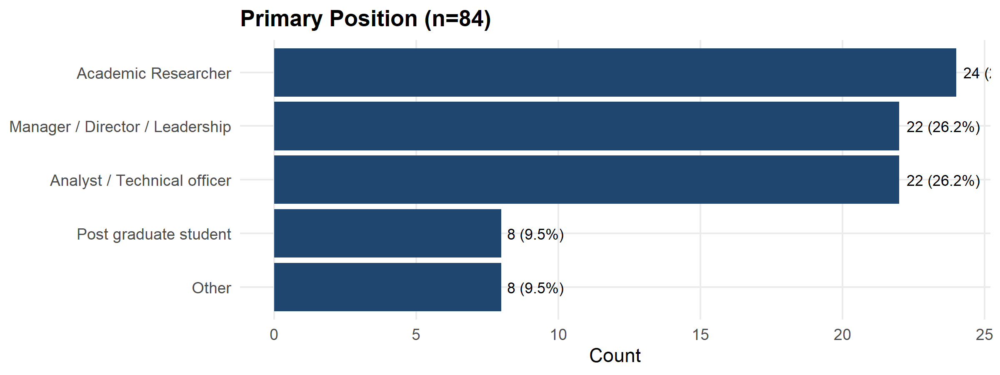 Primary Position (n=84)
Academic Researcher 24 (2
Manager / Director / Leadership 22 (26.2%)
Analyst / Technical officer 22 (26.2%)
Post graduate student 8 (9.5%)
Other 8 (9.5%)
0 5 10 15 20 25
Count